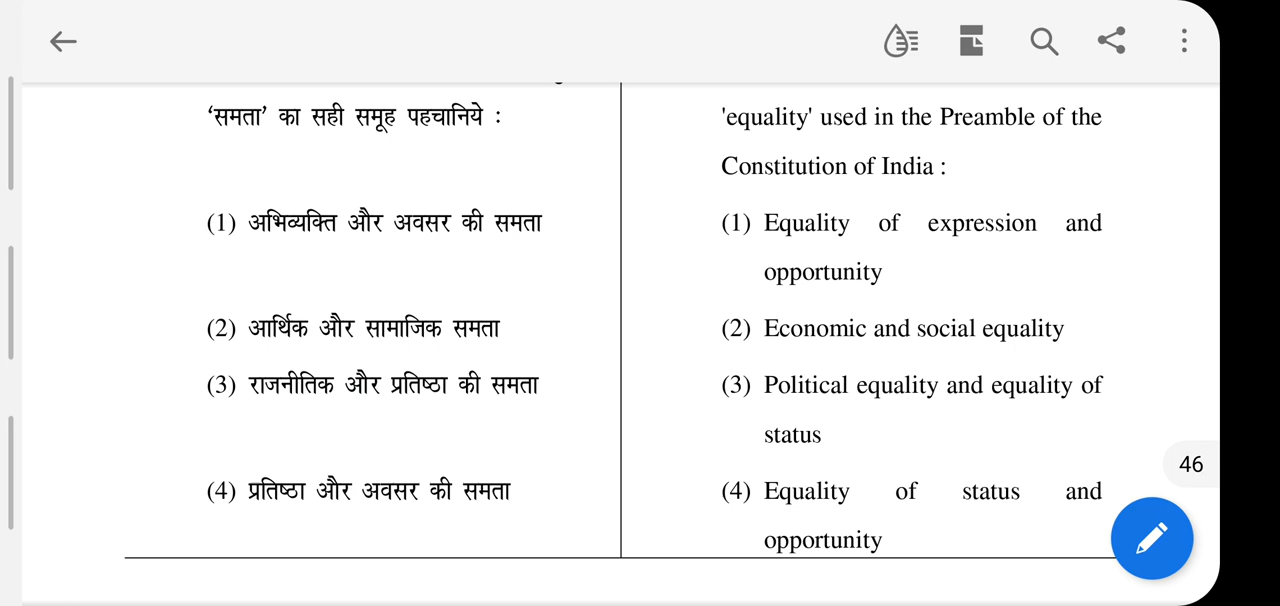 ‘समता’ का सही समूह पहचानिये :
(1) अभिव्यक्ति और अवसर की समता
(2) आर्थिक और सामाजिक समता
(3) राजनीतिक और प्रतिष्ठा की समता
(4) प्रतिष्ठा और अवसर की समता
'equality' used in the Preamble of the
Constitution of India :
(1) Equality of expression and
opportunity
(2) Economic and social equality
(3) Political equality and equality of
status
(4) Equality of status and
opportunity
46